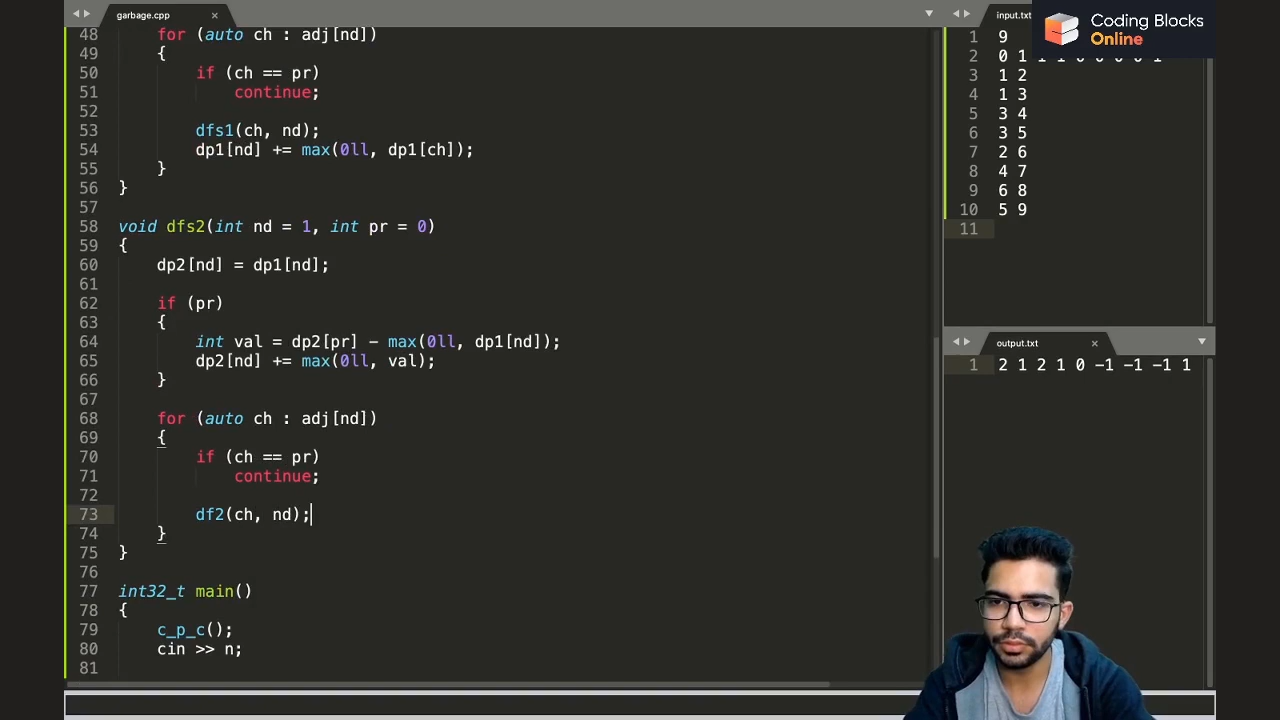 garbage.cpp
48 for (auto ch : adj[nd])
49 {
50 if (ch == pr)
51 continue;
52
53 dfs1(ch, nd);
54 dp1[nd] += max(0ll, dp1[ch]);
55 }
56 }
57
58 void dfs2(int nd = 1, int pr = 0)
59 {
60 dp2[nd] = dp1[nd];
61
62 if (pr)
63 {
64 int val = dp2[pr] - max(0ll, dp1[nd]);
65 dp2[nd] += max(0ll, val);
66 }
67
68 for (auto ch : adj[nd])
69 {
70 if (ch == pr)
71 continue;
72
73 df2(ch, nd);
74 }
75 }
76
77 int32_t main()
78 {
79 c_p_c();
80 cin >> n;
81
input.txt
Coding Blocks
Online
1 9
2 0 1
3 1 2
4 1 3
5 3 4
6 3 5
7 2 6
8 4 7
9 6 8
10 5 9
11
output.txt
1 2 1 2 1 0 -1 -1 -1 1